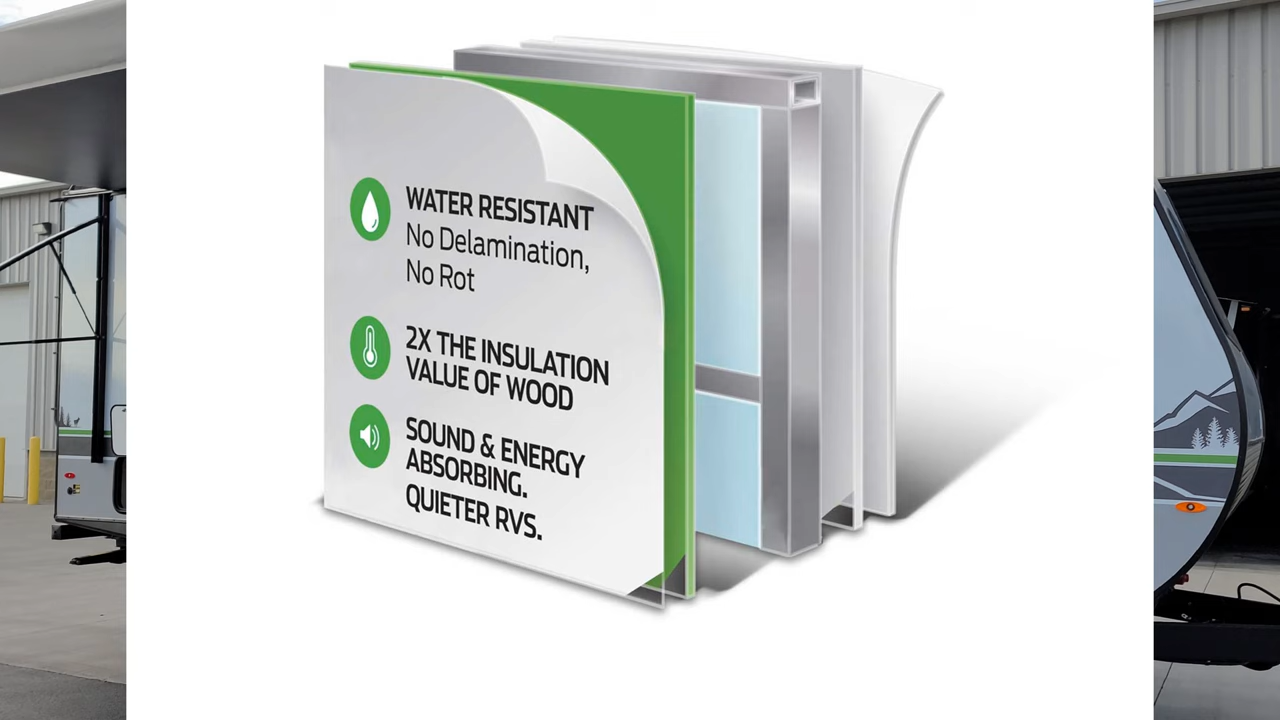 WATER RESISTANT
No Delamination,
No Rot
2X THE INSULATION
VALUE OF WOOD
SOUND & ENERGY
ABSORBING.
QUIETER RVS.